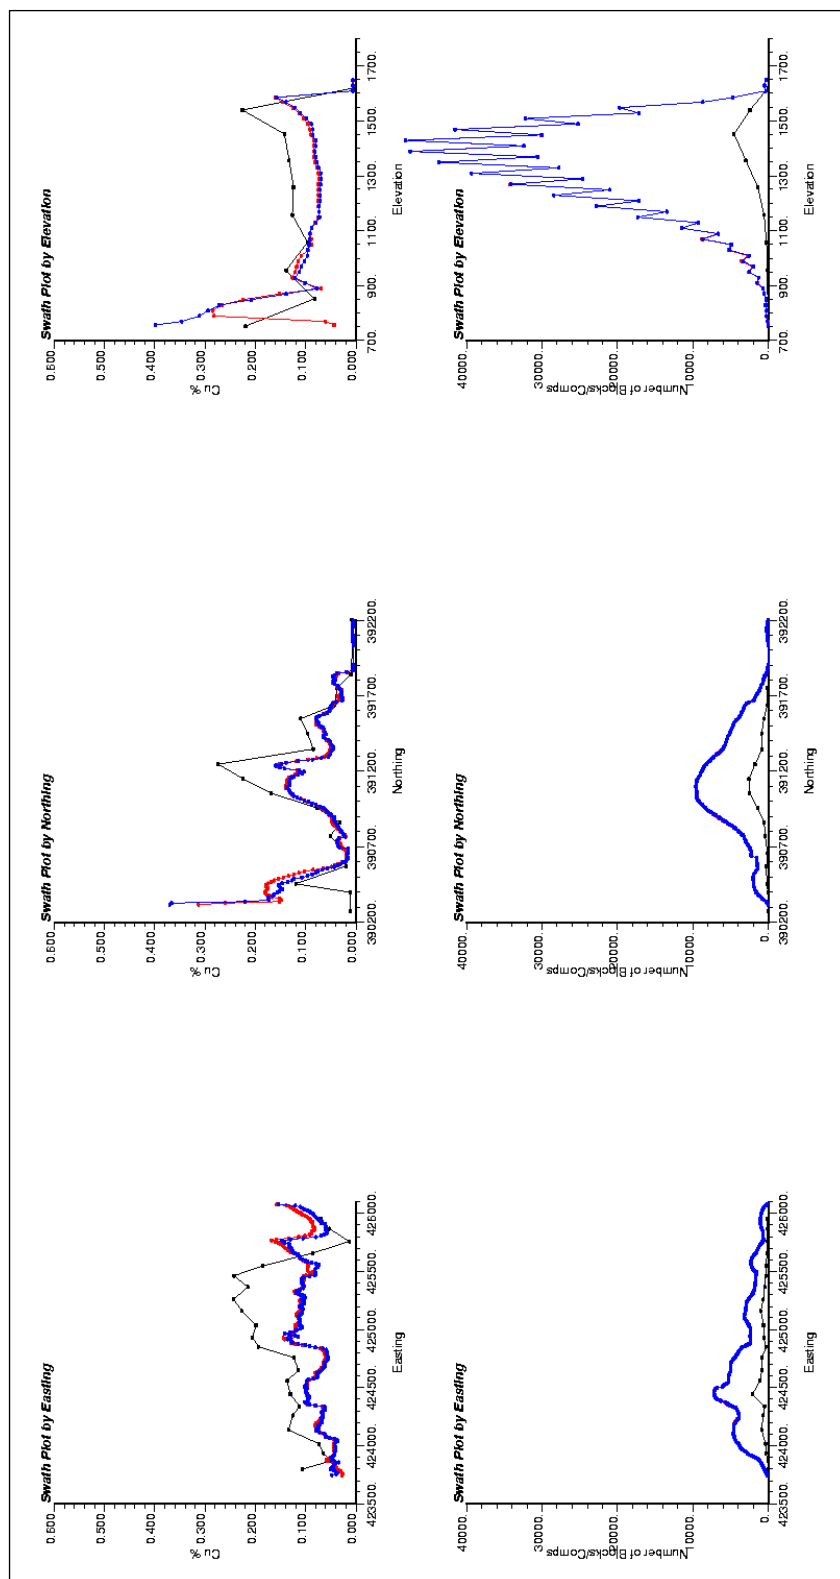 Swath Plot by Easting
0.600
0.500
0.400
0.300
0.200
0.100
0.000
Cu %
423500. 424000. 424500. 425000. 425500. 426000.
Easting
Swath Plot by Northing
0.600
0.500
0.400
0.300
0.200
0.100
0.000
Cu %
390200. 390700. 391200. 391700. 392200.
Northing
Swath Plot by Elevation
0.600
0.500
0.400
0.300
0.200
0.100
0.000
Cu %
700. 900. 1100. 1300. 1500. 1700.
Elevation
Swath Plot by Easting
40000.
30000.
20000.
10000.
0.
Number of Blocks/Comps
423500. 424000. 424500. 425000. 425500. 426000.
Easting
Swath Plot by Northing
40000.
30000.
20000.
10000.
0.
Number of Blocks/Comps
390200. 390700. 391200. 391700. 392200.
Northing
Swath Plot by Elevation
40000.
30000.
20000.
10000.
0.
Number of Blocks/Comps
700. 900. 1100. 1300. 1500. 1700.
Elevation